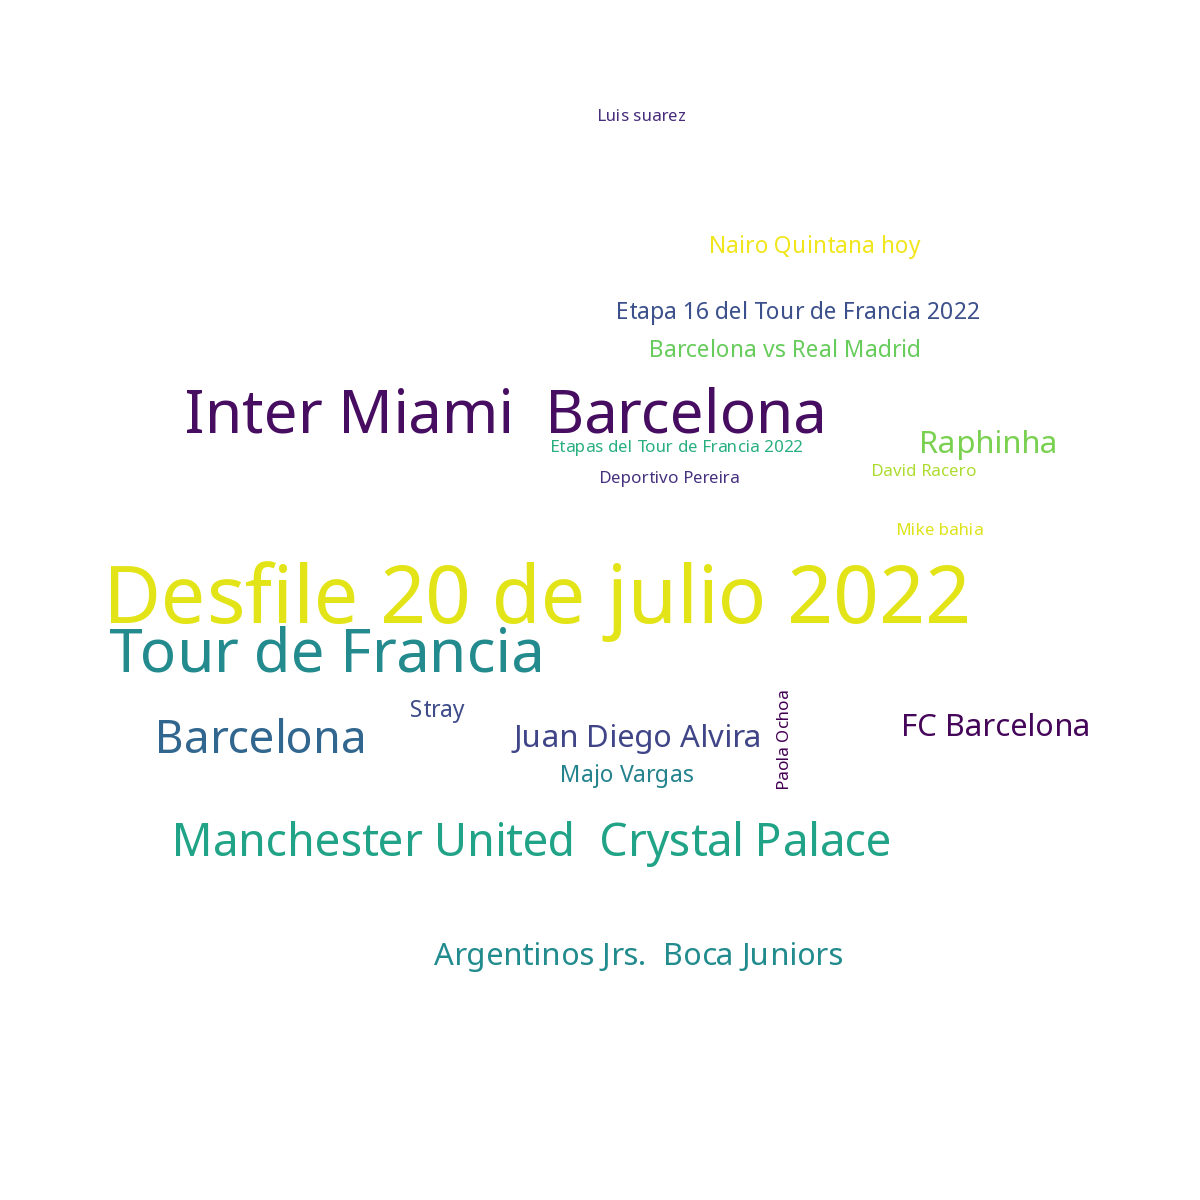 Luis suarez
Nairo Quintana hoy
Etapa 16 del Tour de Francia 2022
Barcelona vs Real Madrid
Inter Miami  Barcelona
Etapas del Tour de Francia 2022
Raphinha
David Racero
Deportivo Pereira
Mike bahia
Desfile 20 de julio 2022
Tour de Francia
Stray
Barcelona
Juan Diego Alvira
Paola Ochoa
FC Barcelona
Majo Vargas
Manchester United  Crystal Palace
Argentinos Jrs.  Boca Juniors